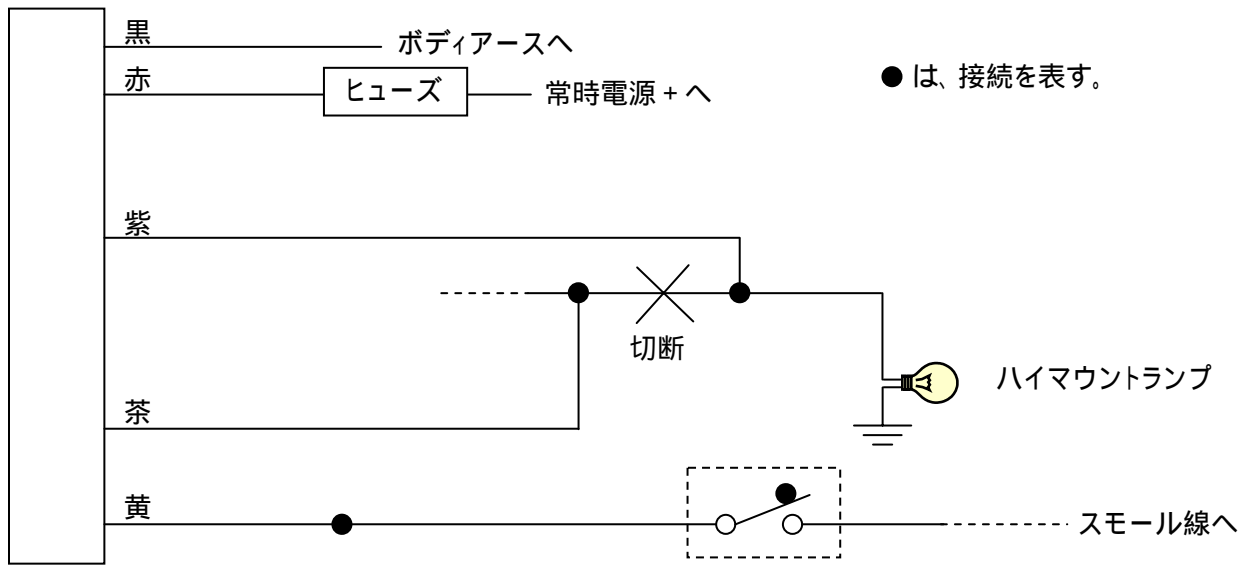 黒
ボディアースへ
赤
ヒューズ
常時電源 + へ
● は、接続を表す。
紫
切断
ハイマウントランプ
茶
黄
スモール線へ